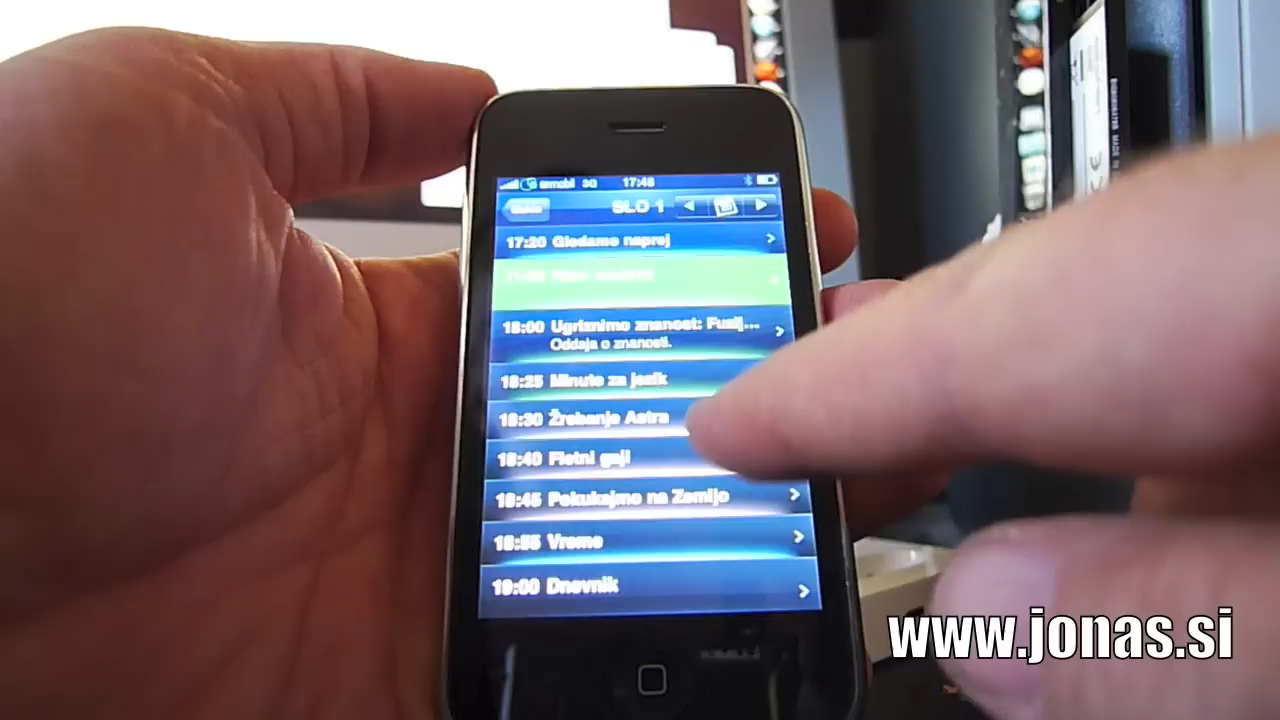 3G 17:48
SLO 1
17:20 Gledamo naprej
18:00 Ugriznimo znanost: Fuzij...
Oddaja o znanosti.
18:25 Minute za jezik
18:30 Žrebanje Astra
18:40 Fletni gaji
18:45 Pokukajmo na Zemljo
18:55 Vreme
19:00 Dnevnik
www.jonas.si